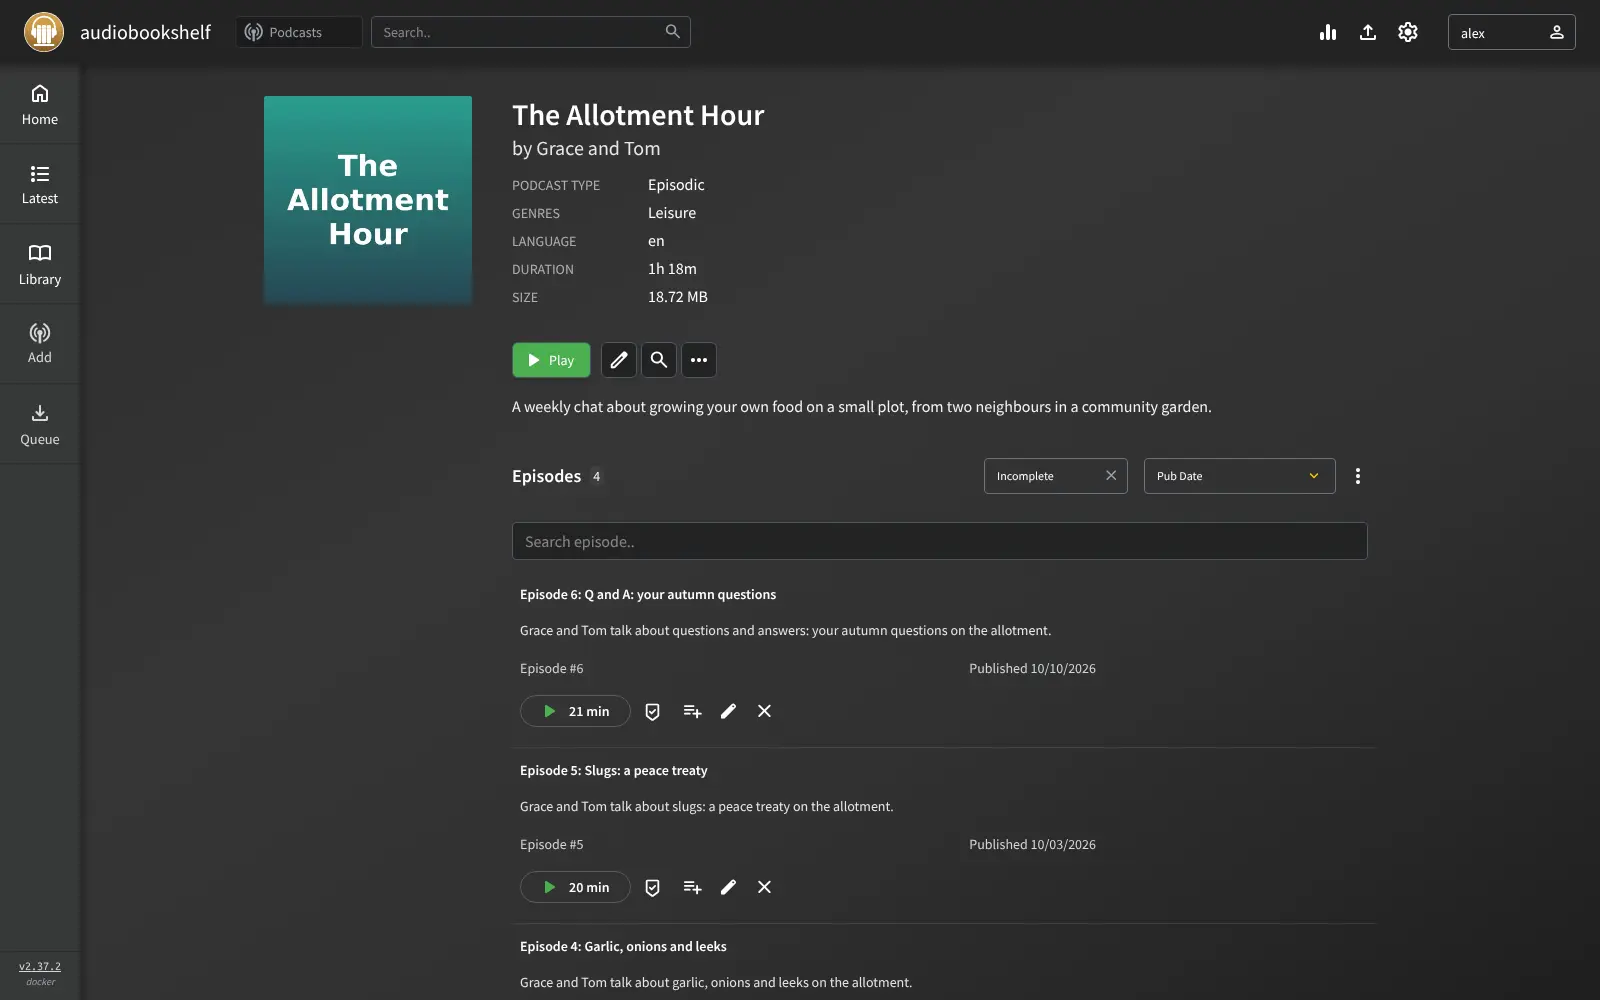 audiobookshelf
Podcasts
Search..
alex
Home
Latest
Library
Add
Queue
v2.37.2
docker
The
Allotment
Hour
The Allotment Hour
by Grace and Tom
PODCAST TYPE Episodic
GENRES Leisure
LANGUAGE en
DURATION 1h 18m
SIZE 18.72 MB
Play
A weekly chat about growing your own food on a small plot, from two neighbours in a community garden.
Episodes 4
Incomplete
Pub Date
Search episode..
Episode 6: Q and A: your autumn questions
Grace and Tom talk about questions and answers: your autumn questions on the allotment.
Episode #6 Published 10/10/2026
21 min
Episode 5: Slugs: a peace treaty
Grace and Tom talk about slugs: a peace treaty on the allotment.
Episode #5 Published 10/03/2026
20 min
Episode 4: Garlic, onions and leeks
Grace and Tom talk about garlic, onions and leeks on the allotment.